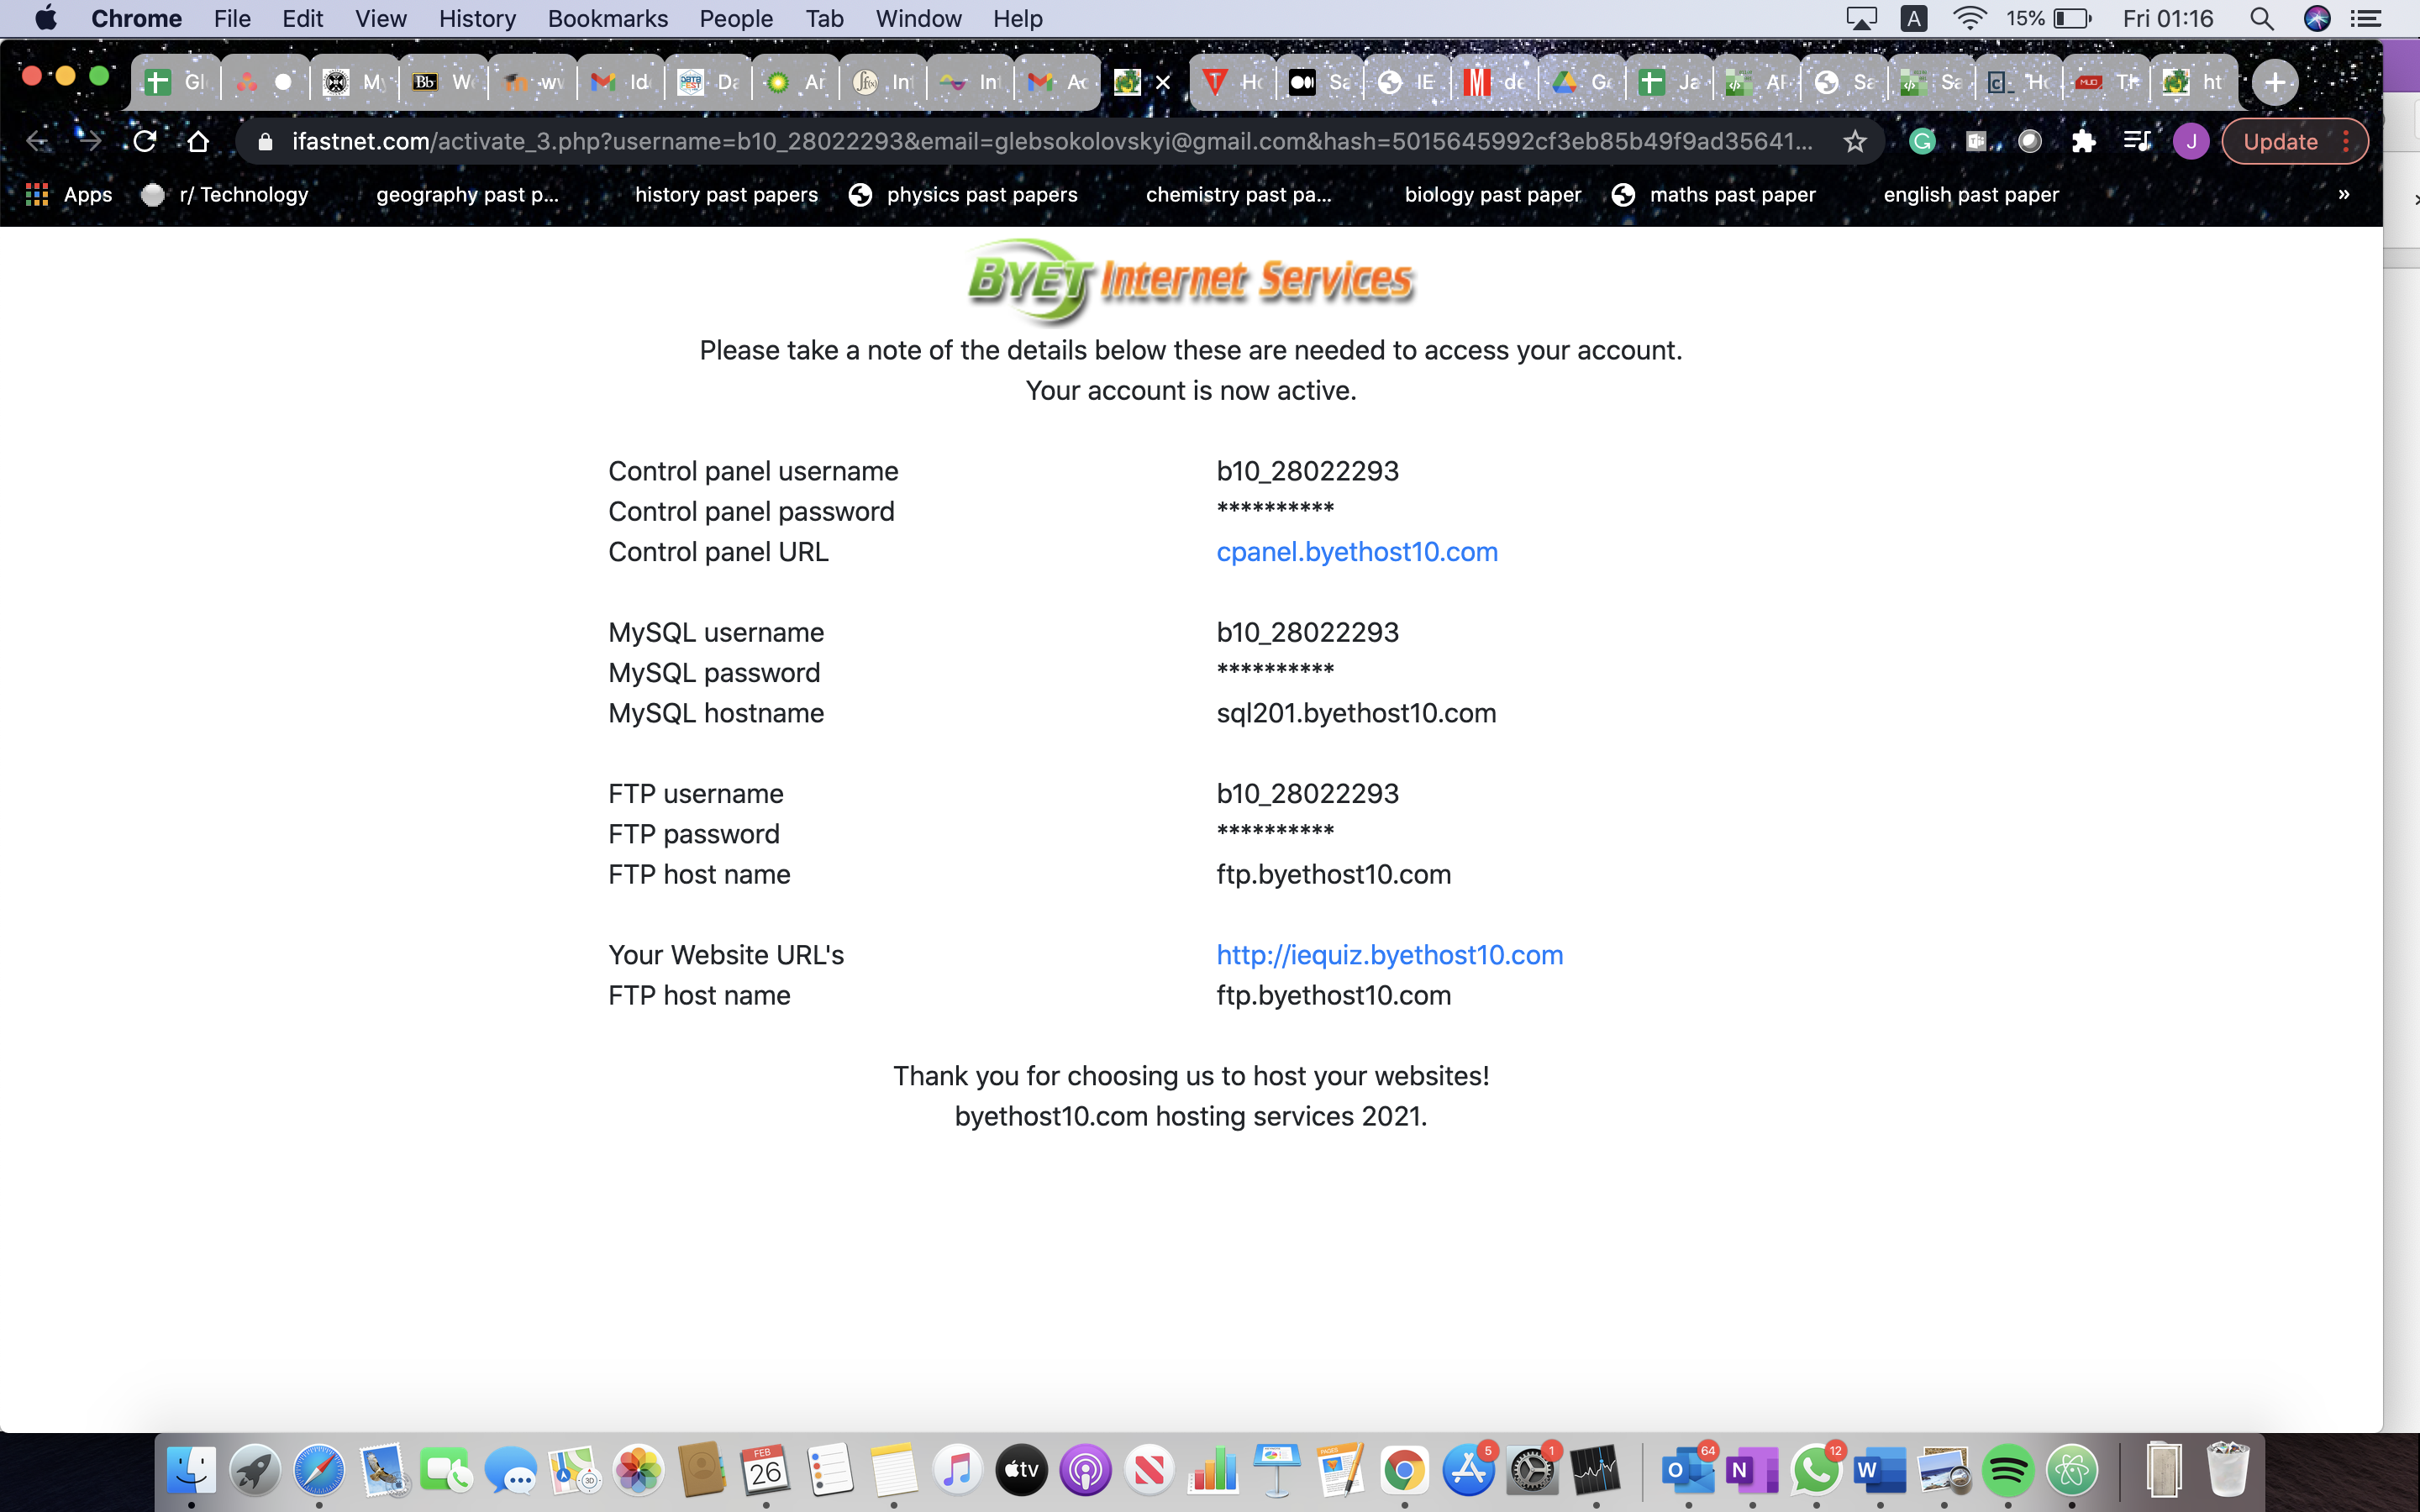 Chrome File Edit View History Bookmarks People Tab Window Help A 15% Fri 01:16
Gl M Bb W w Id Da Ar In In Ac Ho Sa IE de G Ja AP Sa Sa Ho Th ht
ifastnet.com/activate_3.php?username=b10_28022293&email=glebsokolovskyi@gmail.com&hash=5015645992cf3eb85b49f9ad35641... J Update
Apps r/ Technology geography past p... history past papers physics past papers chemistry past pa... biology past paper maths past paper english past paper »
BYET Internet Services
Please take a note of the details below these are needed to access your account.
Your account is now active.
Control panel username b10_28022293
Control panel password **********
Control panel URL cpanel.byethost10.com
MySQL username b10_28022293
MySQL password **********
MySQL hostname sql201.byethost10.com
FTP username b10_28022293
FTP password **********
FTP host name ftp.byethost10.com
Your Website URL's http://iequiz.byethost10.com
FTP host name ftp.byethost10.com
Thank you for choosing us to host your websites!
byethost10.com hosting services 2021.
FEB 26 tv 5 1 64 12